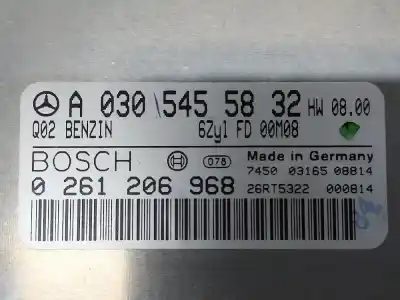 A 030 545 58 32 HW 08.00
Q02 BENZIN 6Zyl FD 00M08
BOSCH 078 Made in Germany
7450 03165 08814
0 261 206 968 26RT5322 000814